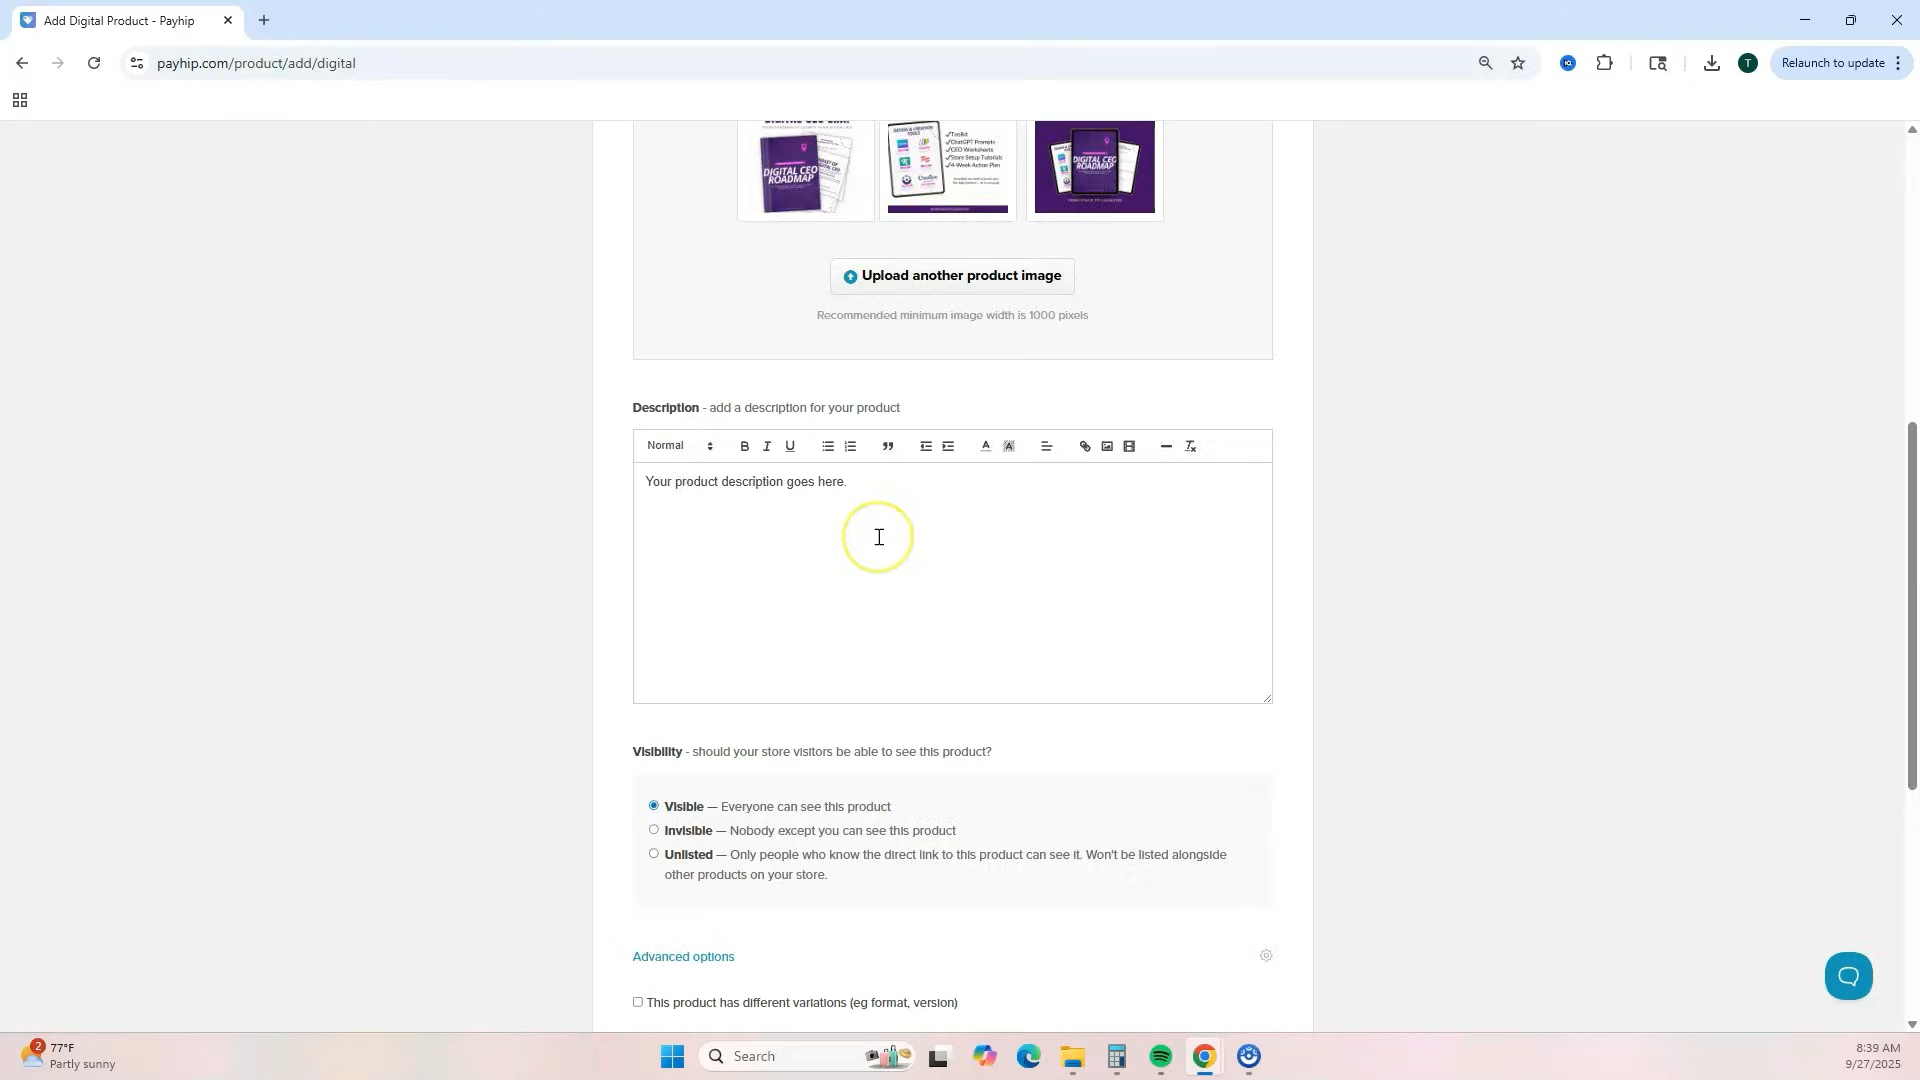 Add Digital Product - Payhip
payhip.com/product/add/digital
T
Relaunch to update
DIGITAL CEO ROADMAP
DESIGN & CREATION TOOLS
✓Toolkit
✓ChatGPT Prompts
✓CEO Worksheets
✓Store Setup Tutorials
✓4-Week Action Plan
DIGITAL CEO ROADMAP
Upload another product image
Recommended minimum image width is 1000 pixels
Description - add a description for your product
Normal
Your product description goes here.
Visibility - should your store visitors be able to see this product?
Visible — Everyone can see this product
Invisible — Nobody except you can see this product
Unlisted — Only people who know the direct link to this product can see it. Won't be listed alongside
other products on your store.
Advanced options
This product has different variations (eg format, version)
2
77°F
Partly sunny
Search
8:39 AM
9/27/2025